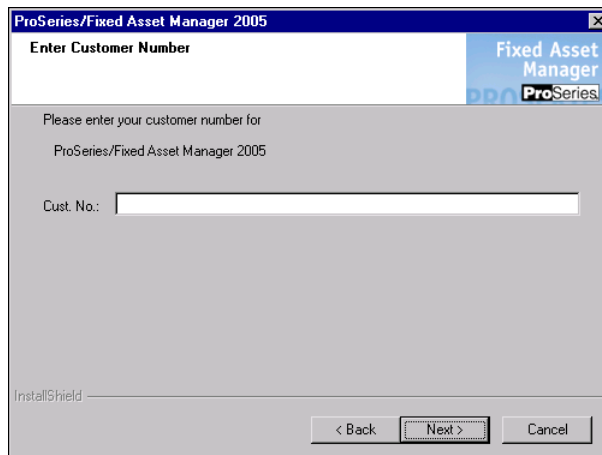 ProSeries/Fixed Asset Manager 2005
Enter Customer Number
Fixed Asset
Manager
ProSeries
Please enter your customer number for
ProSeries/Fixed Asset Manager 2005
Cust. No.:
InstallShield
< Back
Next >
Cancel